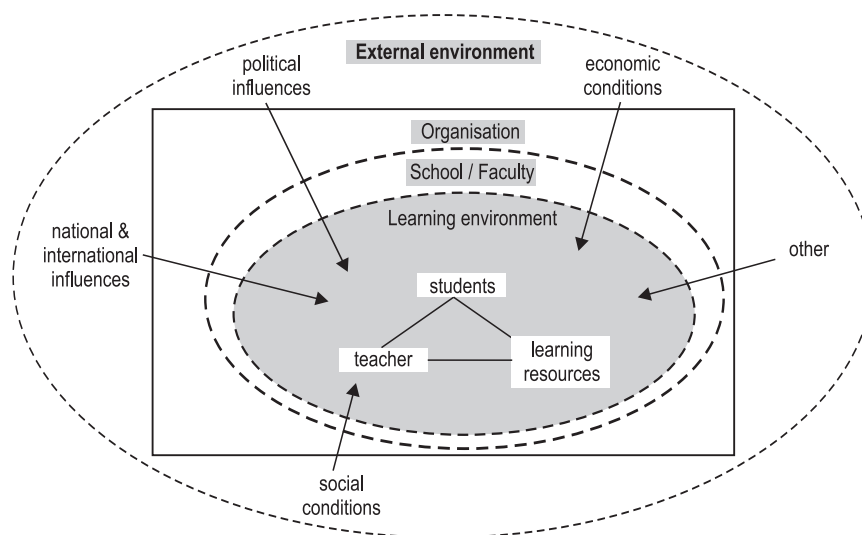 External environment
political
influences
economic
conditions
Organisation
School / Faculty
Learning environment
national &
international
influences
other
students
teacher
learning
resources
social
conditions